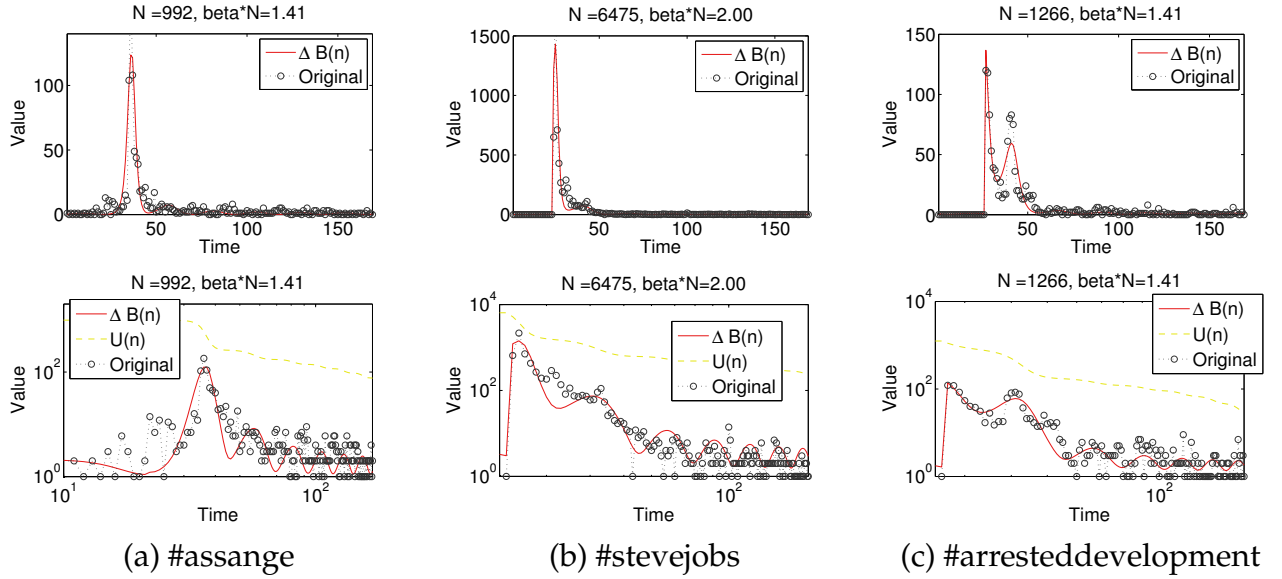 N =992, beta*N=1.41
Value
100
50
0
Δ B(n)
Original
50 100 150
Time
N =6475, beta*N=2.00
Value
1500
1000
500
0
Δ B(n)
Original
50 100 150
Time
N =1266, beta*N=1.41
Value
150
100
50
0
Δ B(n)
Original
50 100 150
Time
N =992, beta*N=1.41
Value
10^2
10^0
Δ B(n)
U(n)
Original
10^1 10^2
Time
N =6475, beta*N=2.00
Value
10^4
10^2
10^0
Δ B(n)
U(n)
Original
10^2
Time
N =1266, beta*N=1.41
Value
10^4
10^2
10^0
Δ B(n)
U(n)
Original
10^2
Time
(a) #assange
(b) #stevejobs
(c) #arresteddevelopment